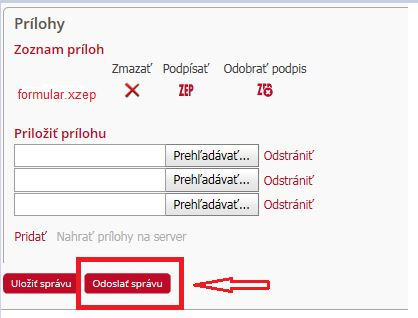 Prílohy
Zoznam príloh
Zmazať Podpísať Odobrať podpis
formular.xzep ZEP ZEP
Priložiť prílohu
Prehľadávať... Odstrániť
Prehľadávať... Odstrániť
Prehľadávať... Odstrániť
Pridať Nahrať prílohy na server
Uložiť správu Odoslať správu